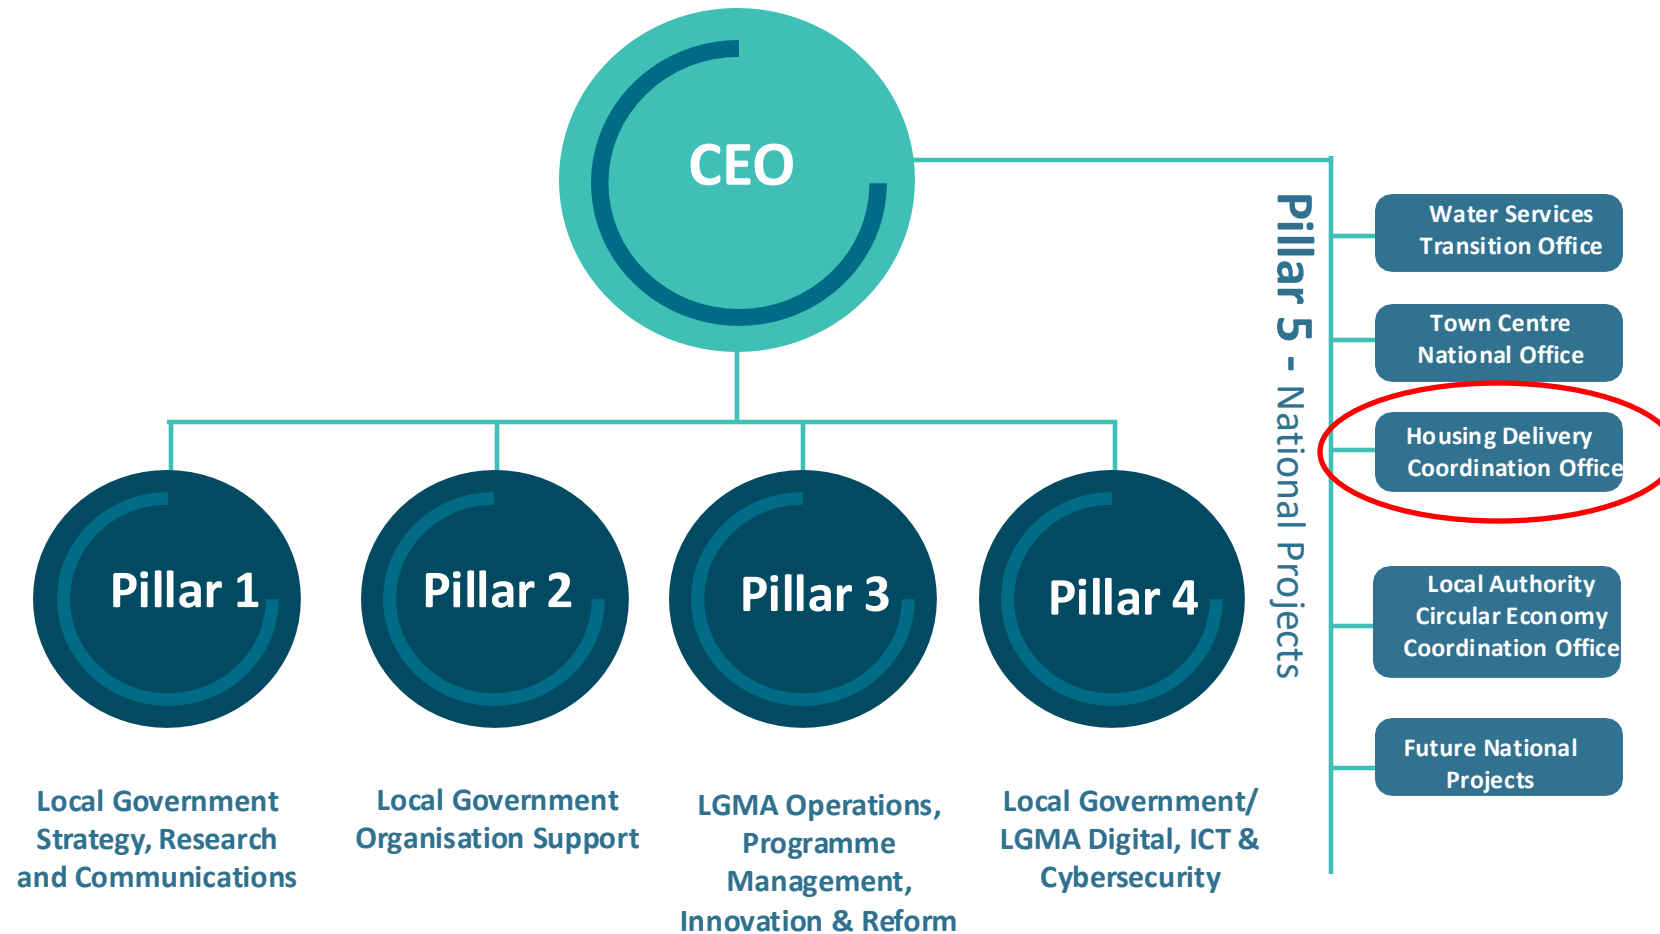 CEO
Pillar 5 - National Projects
Water Services
Transition Office
Town Centre
National Office
Housing Delivery
Coordination Office
Local Authority
Circular Economy
Coordination Office
Future National
Projects
Pillar 1
Local Government
Strategy, Research
and Communications
Pillar 2
Local Government
Organisation Support
Pillar 3
LGMA Operations,
Programme
Management,
Innovation & Reform
Pillar 4
Local Government/
LGMA Digital, ICT &
Cybersecurity